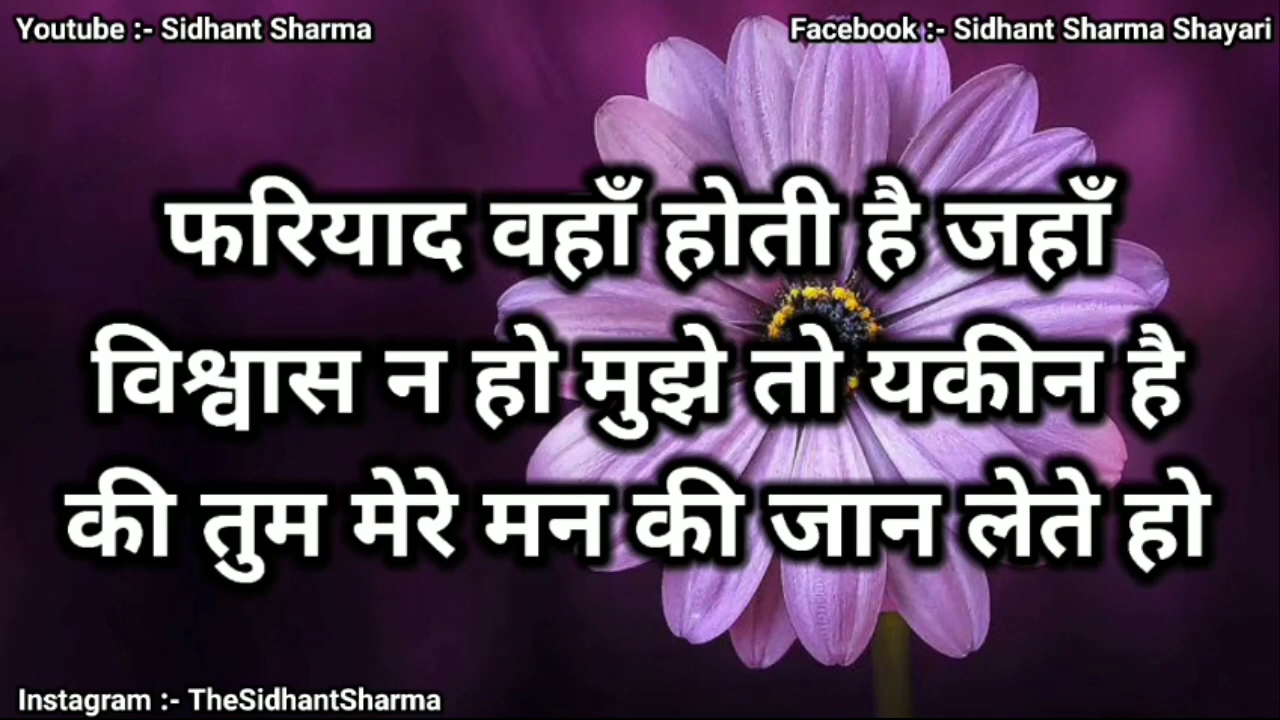 Youtube :- Sidhant Sharma
Facebook :- Sidhant Sharma Shayari
फरियाद वहाँ होती है जहाँ
विश्वास न हो मुझे तो यकीन है
की तुम मेरे मन की जान लेते हो
Instagram :- TheSidhantSharma